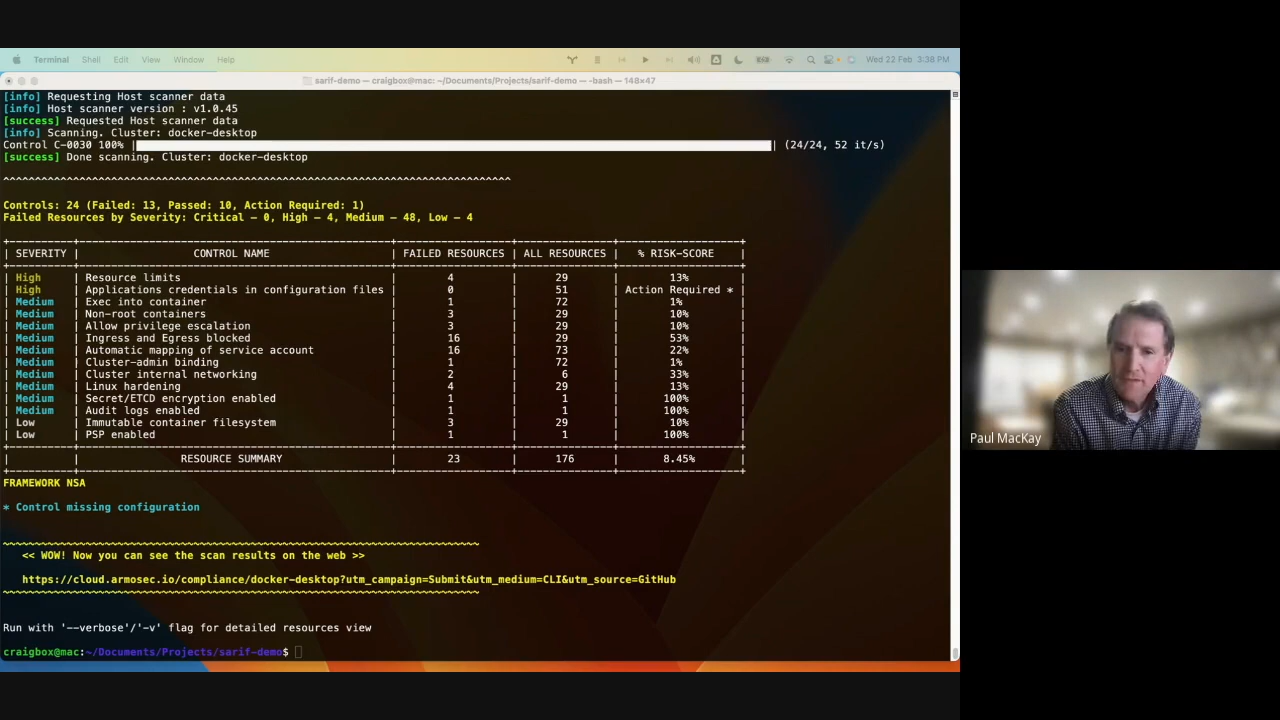 Terminal Shell Edit View Window Help Wed 22 Feb 3:38 PM
sarif-demo — craigbox@mac: ~/Documents/Projects/sarif-demo — -bash — 148×47
[info] Requesting Host scanner data
[info] Host scanner version : v1.0.45
[success] Requested Host scanner data
[info] Scanning. Cluster: docker-desktop
Control C-0030 100% | | (24/24, 52 it/s)
[success] Done scanning. Cluster: docker-desktop
^^^^^^^^^^^^^^^^^^^^^^^^^^^^^^^^^^^^^^^^^^^^^^^^^^^^^^^^^^^^^^^^^^^^^^^^^^^^^^^^
Controls: 24 (Failed: 13, Passed: 10, Action Required: 1)
Failed Resources by Severity: Critical — 0, High — 4, Medium — 48, Low — 4
| SEVERITY | CONTROL NAME | FAILED RESOURCES | ALL RESOURCES | % RISK-SCORE |
| High | Resource limits | 4 | 29 | 13% |
| High | Applications credentials in configuration files | 0 | 51 | Action Required * |
| Medium | Exec into container | 1 | 72 | 1% |
| Medium | Non-root containers | 3 | 29 | 10% |
| Medium | Allow privilege escalation | 3 | 29 | 10% |
| Medium | Ingress and Egress blocked | 16 | 29 | 53% |
| Medium | Automatic mapping of service account | 16 | 73 | 22% |
| Medium | Cluster-admin binding | 1 | 72 | 1% |
| Medium | Cluster internal networking | 2 | 6 | 33% |
| Medium | Linux hardening | 4 | 29 | 13% |
| Medium | Secret/ETCD encryption enabled | 1 | 1 | 100% |
| Medium | Audit logs enabled | 1 | 1 | 100% |
| Low | Immutable container filesystem | 3 | 29 | 10% |
| Low | PSP enabled | 1 | 1 | 100% |
| | RESOURCE SUMMARY | 23 | 176 | 8.45% |
FRAMEWORK NSA
* Control missing configuration
~~~~~~~~~~~~~~~~~~~~~~~~~~~~~~~~~~~~~~~~~~~~~~~~~~~~~~~~~~~~~~~~~~~~~~~~~~~
<< WOW! Now you can see the scan results on the web >>
https://cloud.armosec.io/compliance/docker-desktop?utm_campaign=Submit&utm_medium=CLI&utm_source=GitHub
~~~~~~~~~~~~~~~~~~~~~~~~~~~~~~~~~~~~~~~~~~~~~~~~~~~~~~~~~~~~~~~~~~~~~~~~~~~
Run with '--verbose'/'-v' flag for detailed resources view
craigbox@mac:~/Documents/Projects/sarif-demo$
Paul MacKay